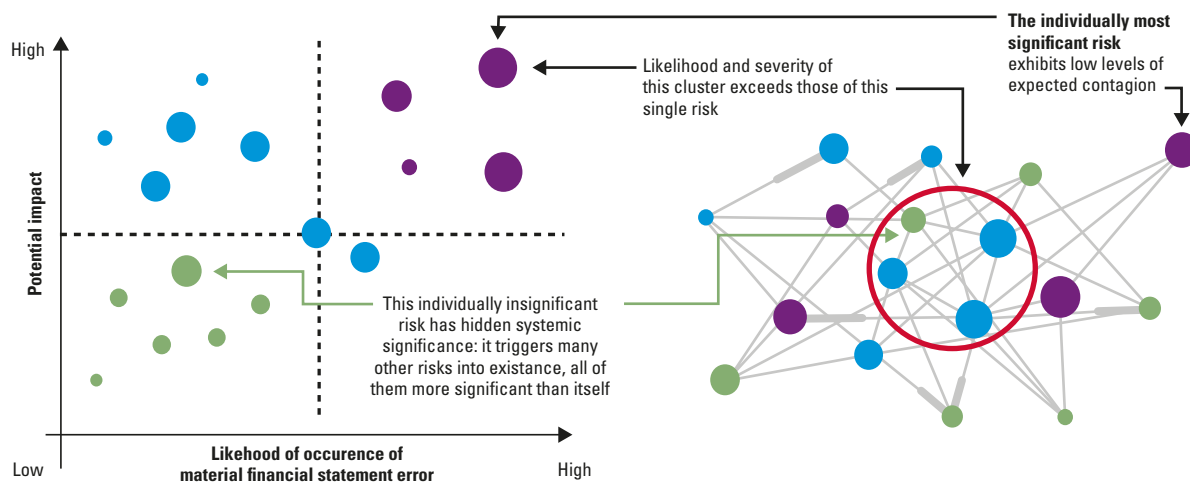 High
Potential impact
Low
Likehood of occurence of
material financial statement error
High
This individually insignificant
risk has hidden systemic
significance: it triggers many
other risks into existance, all of
them more significant than itself
Likelihood and severity of
this cluster exceeds those of this
single risk
The individually most
significant risk
exhibits low levels of
expected contagion